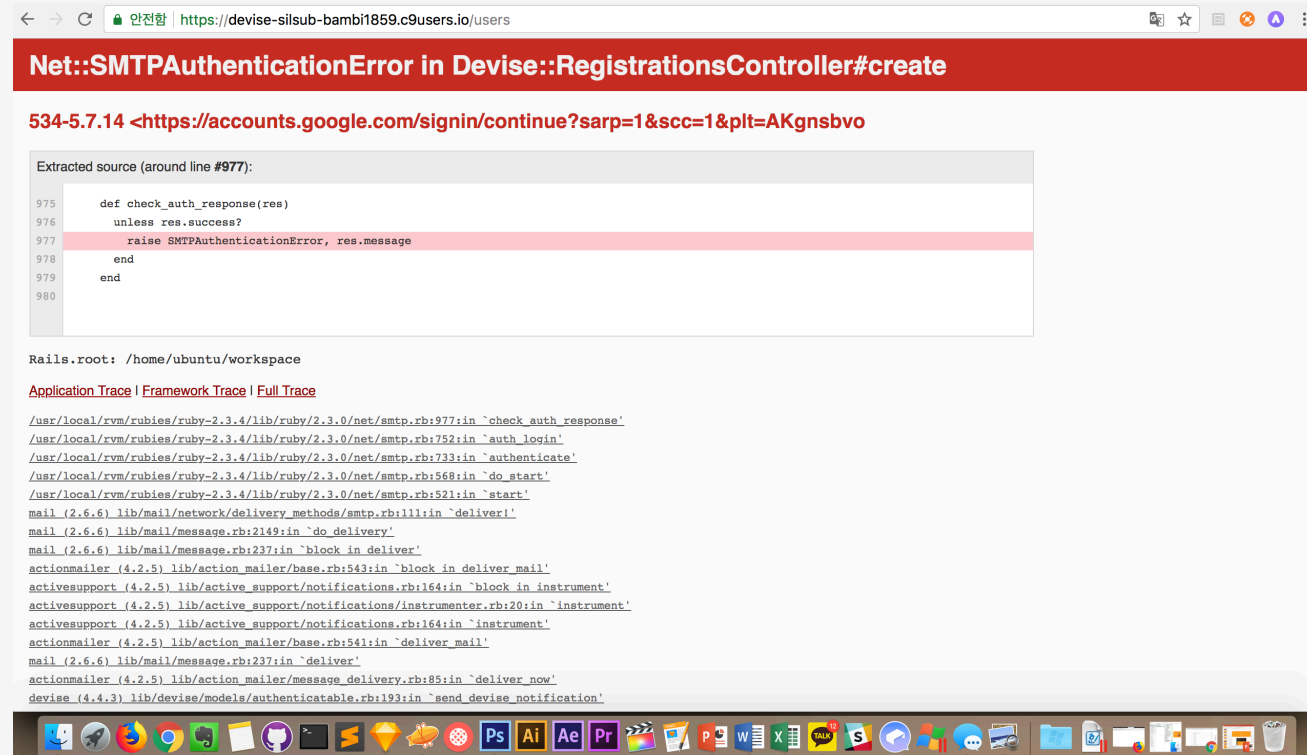 안전함 https://devise-silsub-bambi1859.c9users.io/users
Net::SMTPAuthenticationError in Devise::RegistrationsController#create
534-5.7.14 <https://accounts.google.com/signin/continue?sarp=1&scc=1&plt=AKgnsbvo
Extracted source (around line #977):
975 def check_auth_response(res)
976 unless res.success?
977 raise SMTPAuthenticationError, res.message
978 end
979 end
980
Rails.root: /home/ubuntu/workspace
Application Trace | Framework Trace | Full Trace
/usr/local/rvm/rubies/ruby-2.3.4/lib/ruby/2.3.0/net/smtp.rb:977:in `check_auth_response'
/usr/local/rvm/rubies/ruby-2.3.4/lib/ruby/2.3.0/net/smtp.rb:752:in `auth_login'
/usr/local/rvm/rubies/ruby-2.3.4/lib/ruby/2.3.0/net/smtp.rb:733:in `authenticate'
/usr/local/rvm/rubies/ruby-2.3.4/lib/ruby/2.3.0/net/smtp.rb:568:in `do_start'
/usr/local/rvm/rubies/ruby-2.3.4/lib/ruby/2.3.0/net/smtp.rb:521:in `start'
mail (2.6.6) lib/mail/network/delivery_methods/smtp.rb:111:in `deliver!'
mail (2.6.6) lib/mail/message.rb:2149:in `do_delivery'
mail (2.6.6) lib/mail/message.rb:237:in `block in deliver'
actionmailer (4.2.5) lib/action_mailer/base.rb:543:in `block in deliver_mail'
activesupport (4.2.5) lib/active_support/notifications.rb:164:in `block in instrument'
activesupport (4.2.5) lib/active_support/notifications/instrumenter.rb:20:in `instrument'
activesupport (4.2.5) lib/active_support/notifications.rb:164:in `instrument'
actionmailer (4.2.5) lib/action_mailer/base.rb:541:in `deliver_mail'
mail (2.6.6) lib/mail/message.rb:237:in `deliver'
actionmailer (4.2.5) lib/action_mailer/message_delivery.rb:85:in `deliver_now'
devise (4.4.3) lib/devise/models/authenticatable.rb:193:in `send_devise_notification'
Ps Ai Ae Pr P W X TALK 12 S